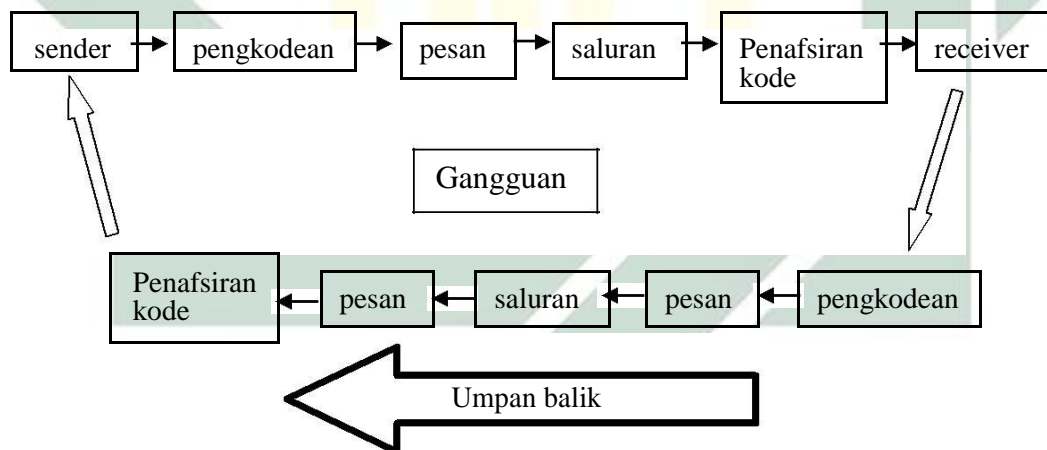 sender
pengkodean
pesan
saluran
Penafsiran
kode
receiver
Gangguan
Penafsiran
kode
pesan
saluran
pesan
pengkodean
Umpan balik